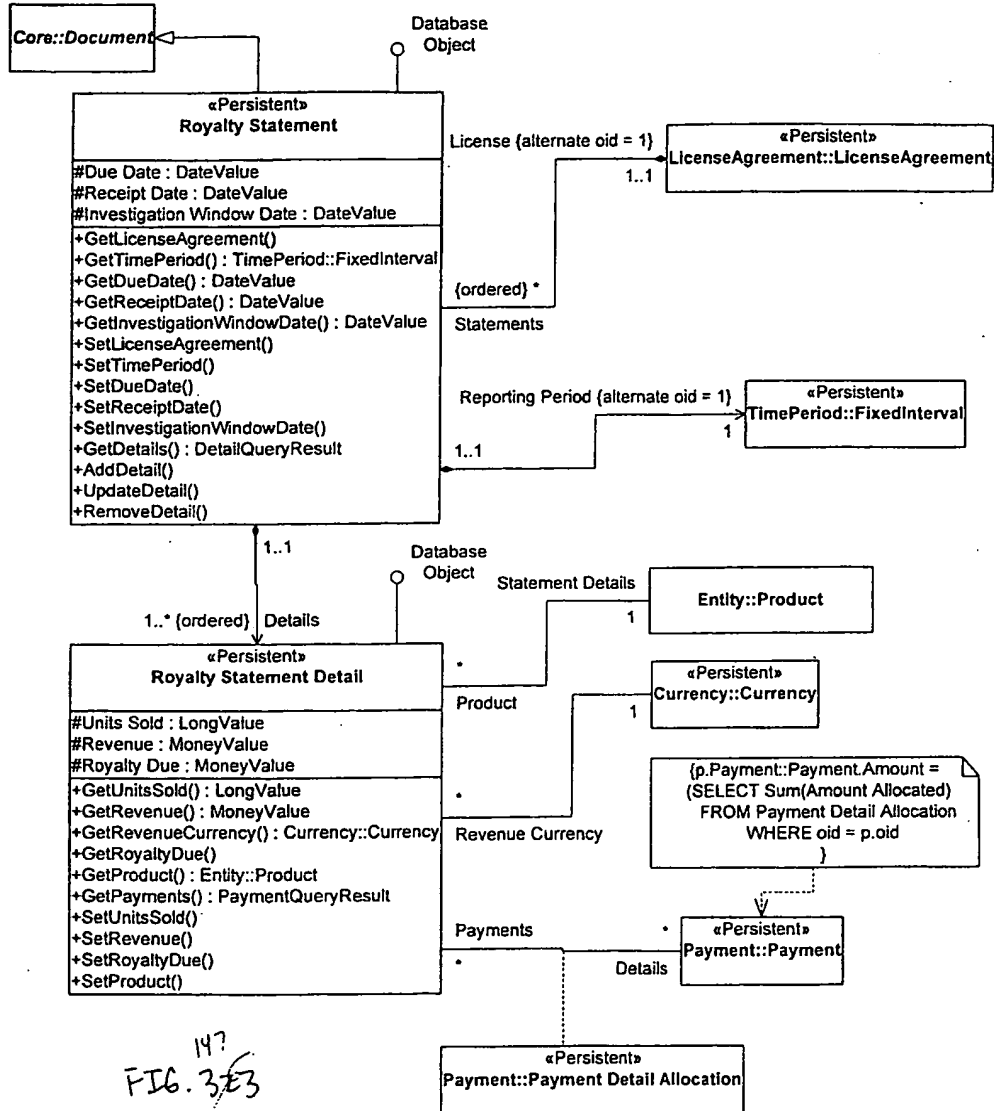 Core::Document
Database
Object
«Persistent»
Royalty Statement
#Due Date : DateValue
#Receipt Date : DateValue
#Investigation Window Date : DateValue
+GetLicenseAgreement()
+GetTimePeriod() : TimePeriod::FixedInterval
+GetDueDate() : DateValue
+GetReceiptDate() : DateValue
+GetInvestigationWindowDate() : DateValue
+SetLicenseAgreement()
+SetTimePeriod()
+SetDueDate()
+SetReceiptDate()
+SetInvestigationWindowDate()
+GetDetails() : DetailQueryResult
+AddDetail()
+UpdateDetail()
+RemoveDetail()
License {alternate oid = 1}
1..1
«Persistent»
LicenseAgreement::LicenseAgreement
{ordered} *
Statements
Reporting Period {alternate oid = 1}
1
«Persistent»
TimePeriod::FixedInterval
1..1
1..1
1..* {ordered}
Details
Database
Object
«Persistent»
Royalty Statement Detail
#Units Sold : LongValue
#Revenue : MoneyValue
#Royalty Due : MoneyValue
+GetUnitsSold() : LongValue
+GetRevenue() : MoneyValue
+GetRevenueCurrency() : Currency::Currency
+GetRoyaltyDue()
+GetProduct() : Entity::Product
+GetPayments() : PaymentQueryResult
+SetUnitsSold()
+SetRevenue()
+SetRoyaltyDue()
+SetProduct()
Statement Details
1
Entity::Product
*
Product
«Persistent»
Currency::Currency
1
*
Revenue Currency
{p.Payment::Payment.Amount =
(SELECT Sum(Amount Allocated)
FROM Payment Detail Allocation
WHERE oid = p.oid
}
Payments
*
*
Details
«Persistent»
Payment::Payment
«Persistent»
Payment::Payment Detail Allocation
FIG. 3